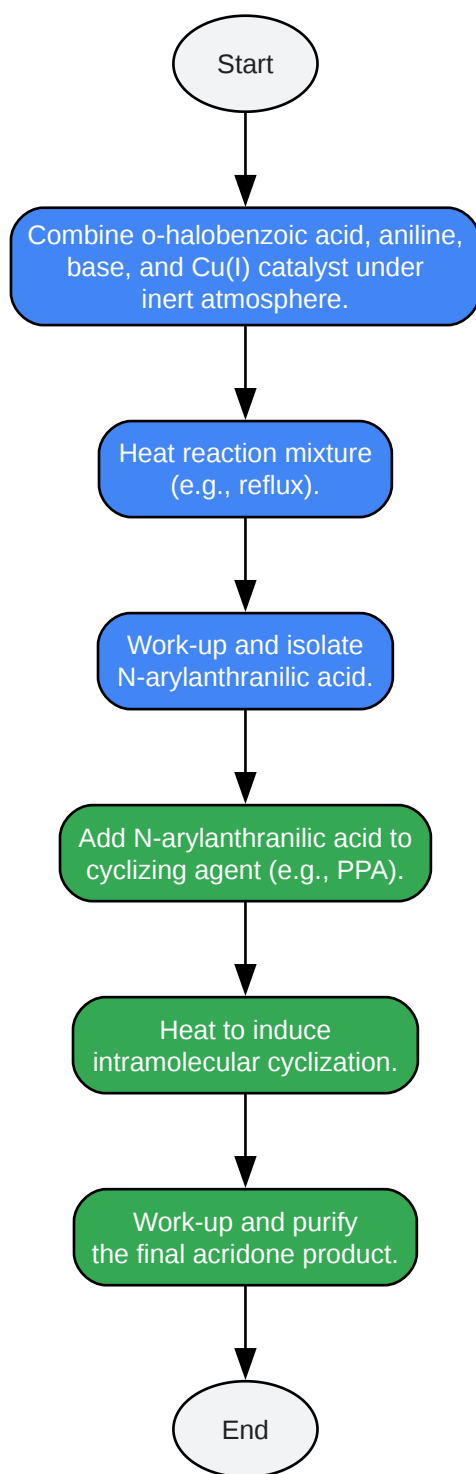 Start
Combine o-halobenzoic acid, aniline,
base, and Cu(I) catalyst under
inert atmosphere.
Heat reaction mixture
(e.g., reflux).
Work-up and isolate
N-arylanthranilic acid.
Add N-arylanthranilic acid to
cyclizing agent (e.g., PPA).
Heat to induce
intramolecular cyclization.
Work-up and purify
the final acridone product.
End